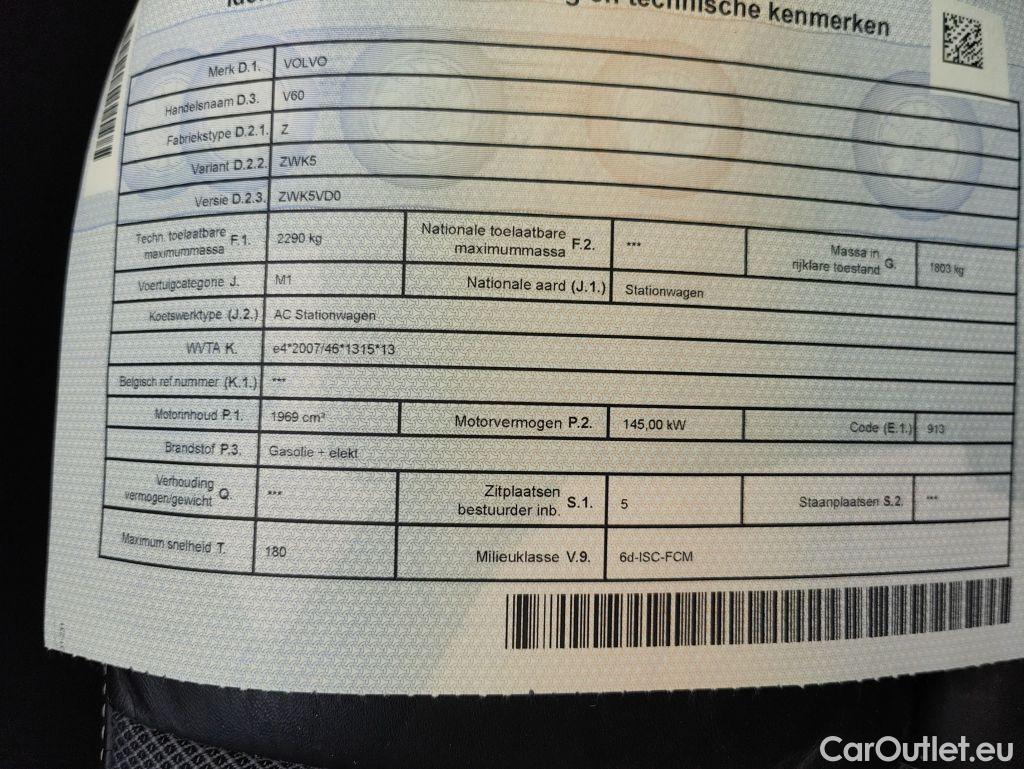 en technische kenmerken
Merk D.1. VOLVO
Handelsnaam D.3. V60
Fabriekstype D.2.1. Z
Variant D.2.2. ZWK5
Versie D.2.3. ZWK5VD0
Techn. toelaatbare maximummassa F.1. 2290 kg Nationale toelaatbare maximummassa F.2. *** Massa in rijklare toestand G. 1803 kg
Voertuigcategorie J. M1 Nationale aard (J.1.) Stationwagen
Koetswerktype (J.2.) AC Stationwagen
WVTA K. e4*2007/46*1315*13
Belgisch ref.nummer (K.1.) ***
Motorinhoud P.1. 1969 cm³ Motorvermogen P.2. 145,00 kW Code (E.1.) 913
Brandstof P.3. Gasolie + elekt
Verhouding vermogen/gewicht Q. *** Zitplaatsen bestuurder inb. S.1. 5 Staanplaatsen S.2. ***
Maximum snelheid T. 180 Milieuklasse V.9. 6d-ISC-FCM
CarOutlet.eu